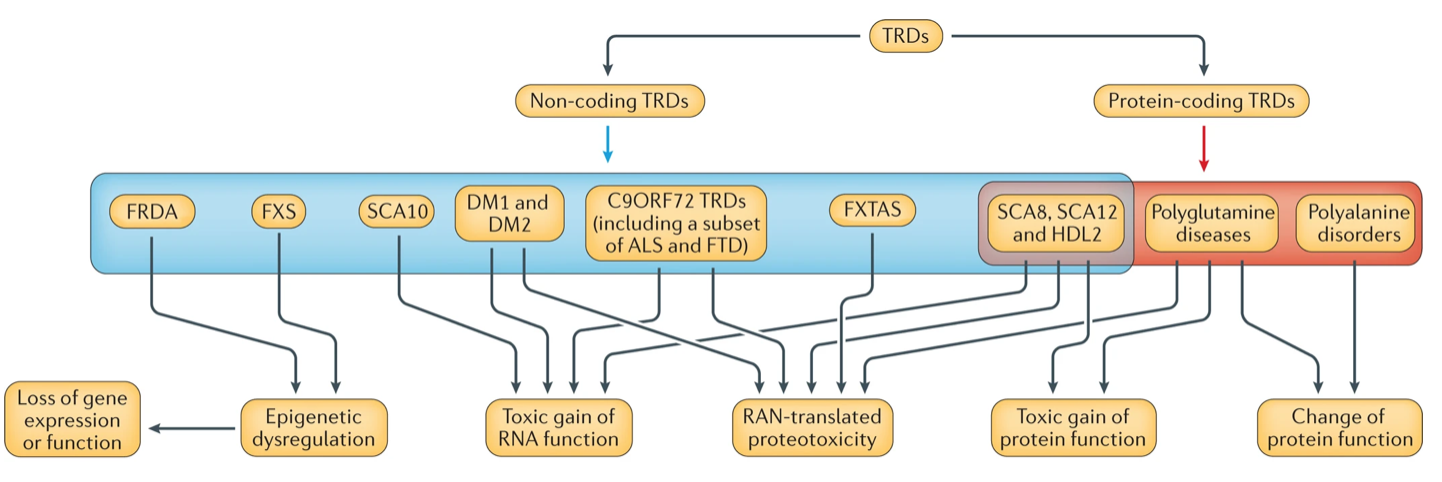 TRDs
Non-coding TRDs
Protein-coding TRDs
FRDA
FXS
SCA10
DM1 and
DM2
C9ORF72 TRDs
(including a subset
of ALS and FTD)
FXTAS
SCA8, SCA12
and HDL2
Polyglutamine
diseases
Polyalanine
disorders
Loss of gene
expression
or function
Epigenetic
dysregulation
Toxic gain of
RNA function
RAN-translated
proteotoxicity
Toxic gain of
protein function
Change of
protein function